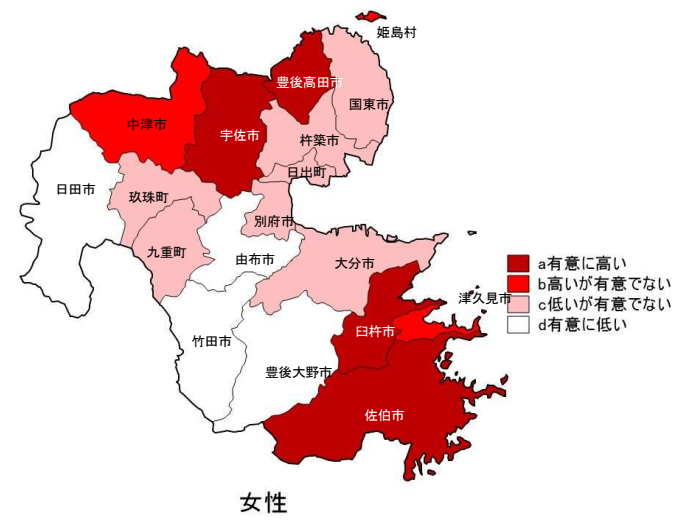 姫島村
豊後高田市
国東市
中津市
宇佐市
杵築市
日出町
日田市
玖珠町
別府市
九重町
由布市
大分市
a有意に高い
b高いが有意でない
c低いが有意でない
d有意に低い
津久見市
臼杵市
竹田市
豊後大野市
佐伯市
女性